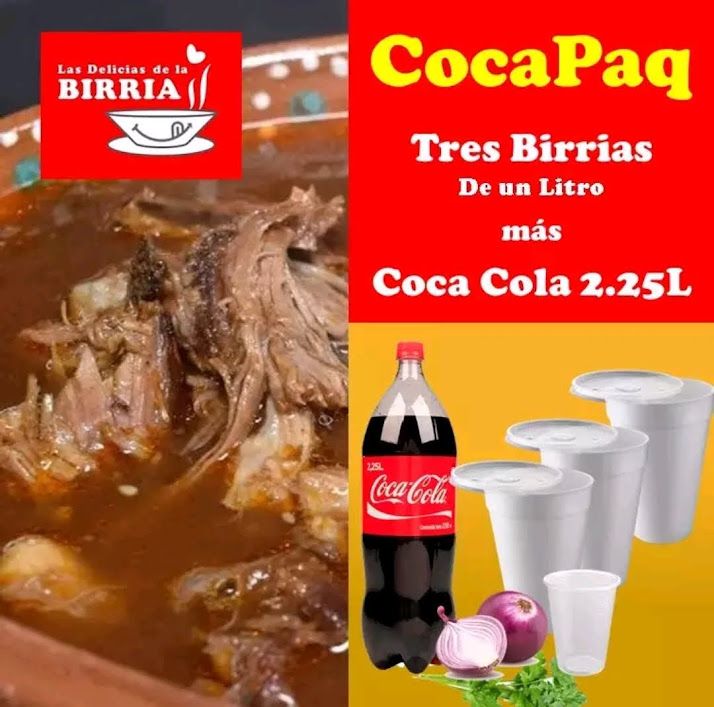 Las Delicias de la
BIRRIA
CocaPaq
Tres Birrias
De un Litro
más
Coca Cola 2.25L
2,25L
Coca-Cola